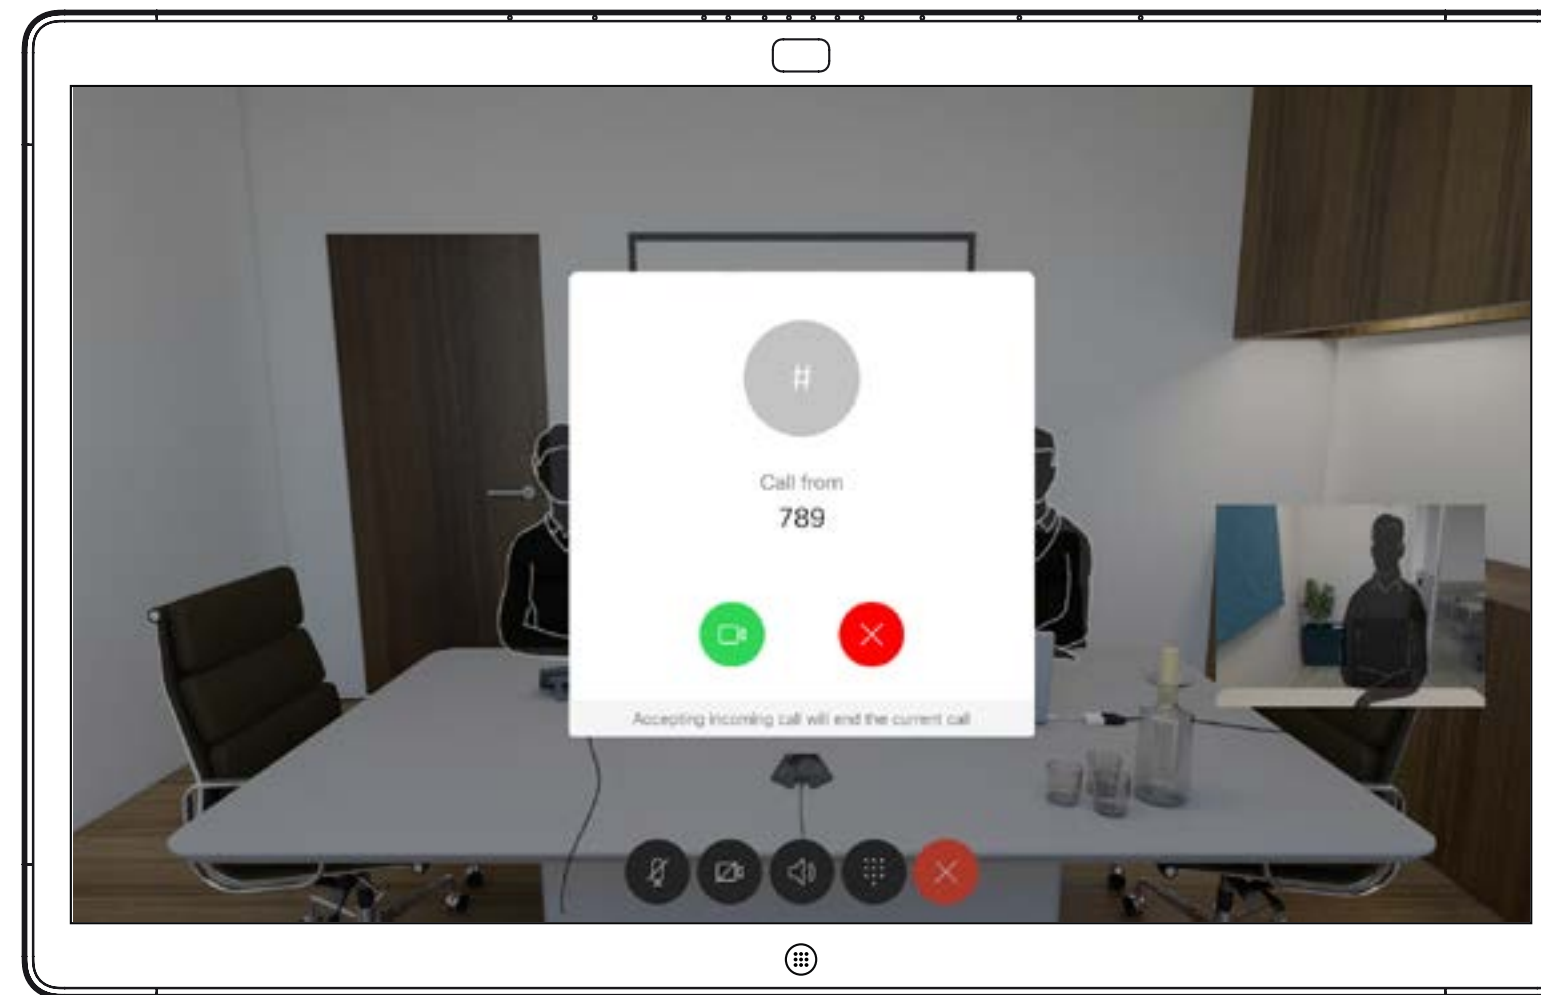 #
Call from
789
Accepting incoming call will end the current call